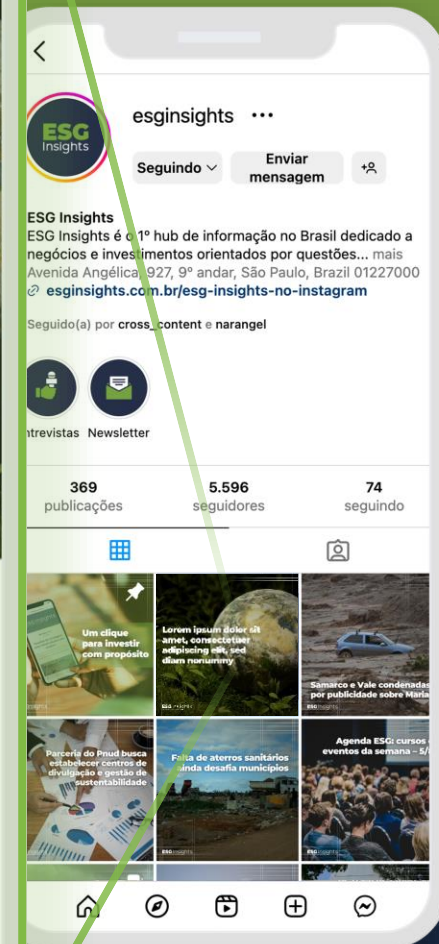 esginsights
ESG
Insights
Seguindo
Enviar
mensagem
ESG Insights
ESG Insights é o 1º hub de informação no Brasil dedicado a
negócios e investimentos orientados por questões... mais
Avenida Angélica, 927, 9º andar, São Paulo, Brazil 01227000
esginsights.com.br/esg-insights-no-instagram
Seguido(a) por cross_content e narangel
ntrevistas Newsletter
369 5.596 74
publicações seguidores seguindo
Um clique
para investir
com propósito
Lorem ipsum dolor sit
amet, consectetuer
adipiscing elit, sed
diam nonummy
Samarco e Vale condenadas
por publicidade sobre Maria
Parceria do Pnud busca
estabelecer centros de
divulgação e gestão de
sustentabilidade
Falta de aterros sanitários
ainda desafia municípios
Agenda ESG: cursos
eventos da semana – 5/